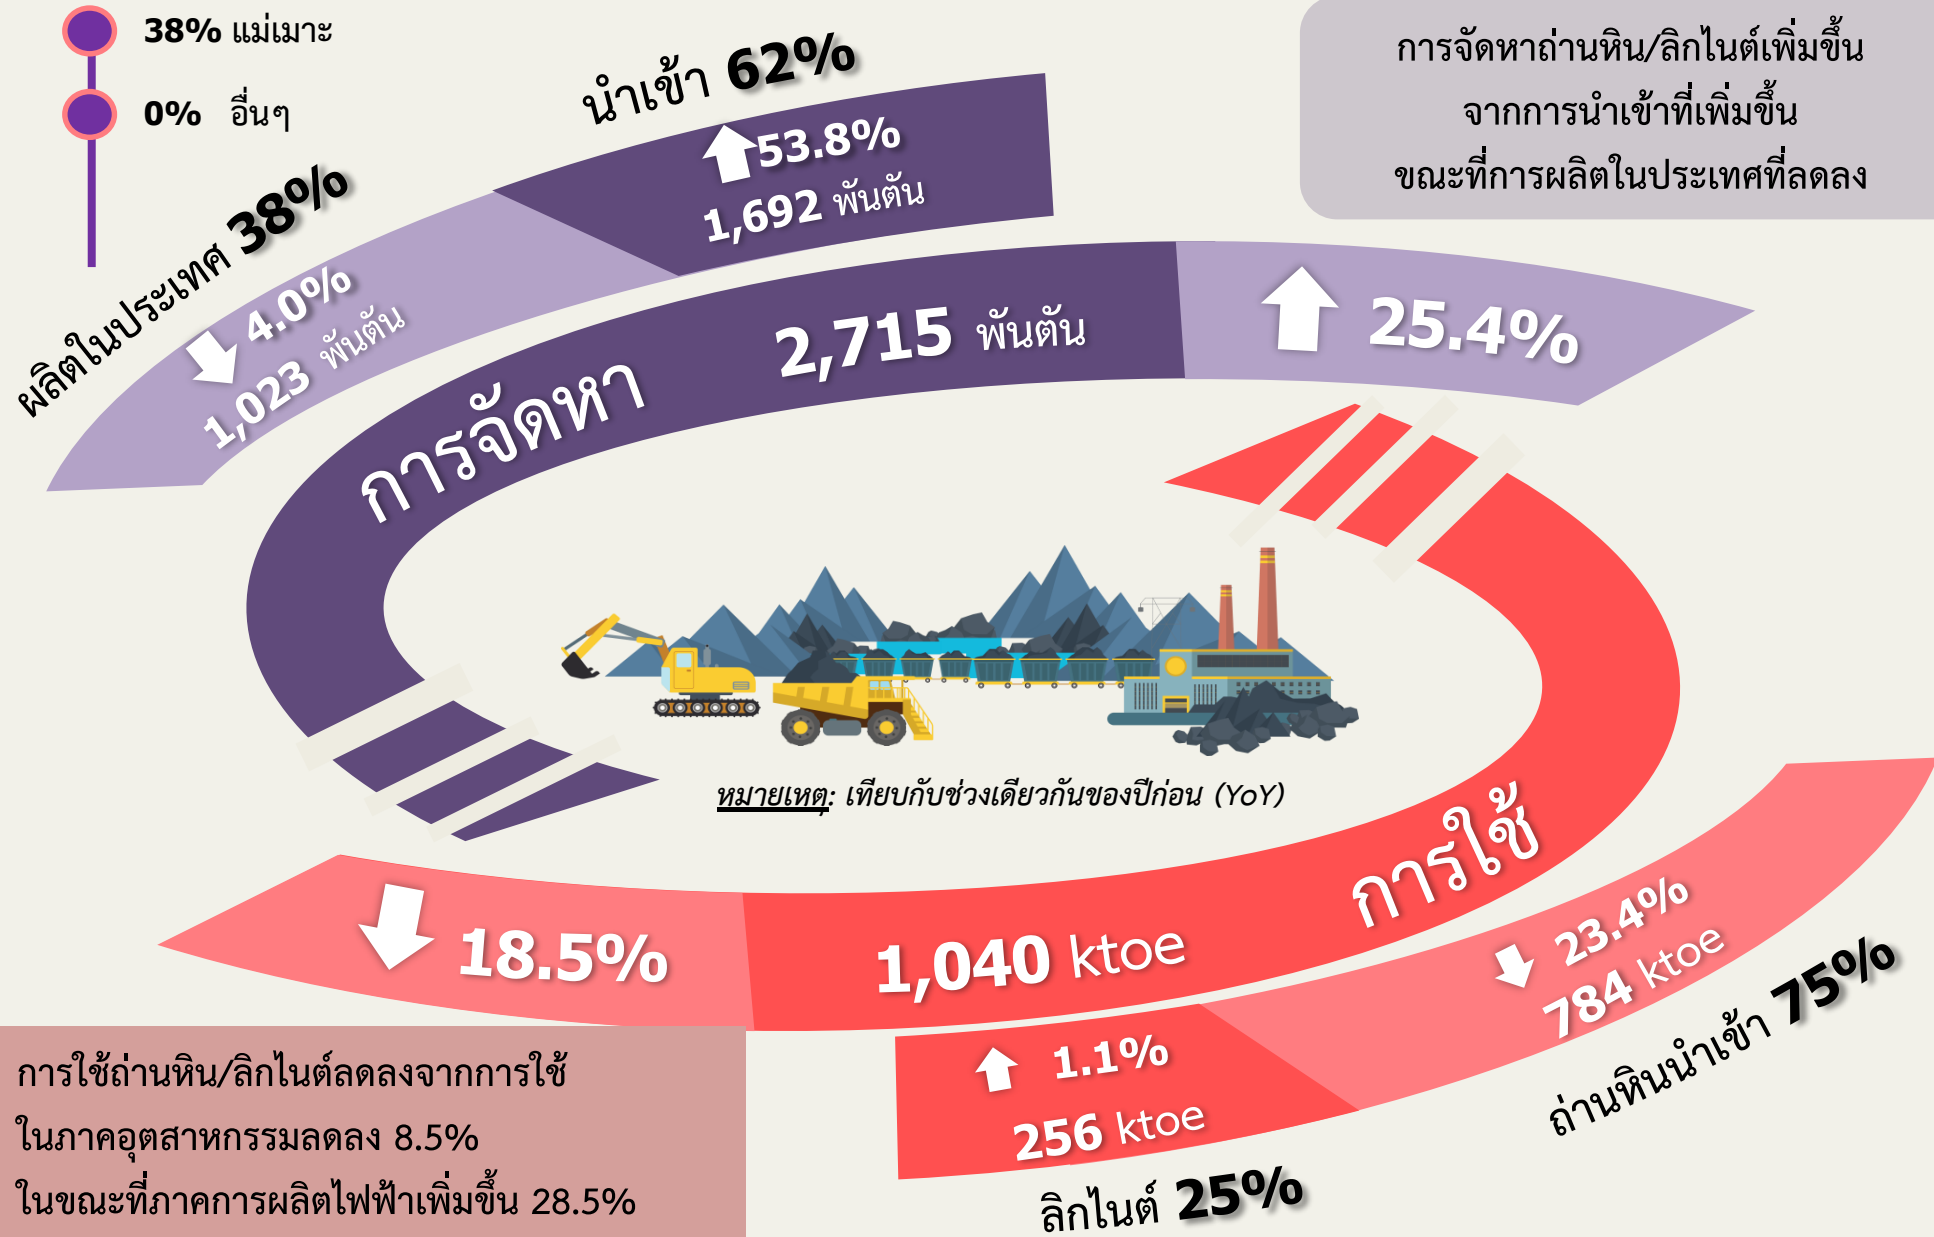 38% แม่เมาะ
0% อื่นๆ
นำเข้า 62%
53.8%
1,692 พันตัน
การจัดหาถ่านหิน/ลิกไนต์เพิ่มขึ้น
จากการนำเข้าที่เพิ่มขึ้น
ขณะที่การผลิตในประเทศที่ลดลง
ผลิตในประเทศ 38%
4.0%
1,023 พันตัน
การจัดหา 2,715 พันตัน
25.4%
หมายเหตุ: เทียบกับช่วงเดียวกันของปีก่อน (YoY)
การใช้
1,040 ktoe
18.5%
23.4%
784 ktoe
ถ่านหินนำเข้า 75%
1.1%
256 ktoe
ลิกไนต์ 25%
การใช้ถ่านหิน/ลิกไนต์ลดลงจากการใช้
ในภาคอุตสาหกรรมลดลง 8.5%
ในขณะที่ภาคการผลิตไฟฟ้าเพิ่มขึ้น 28.5%